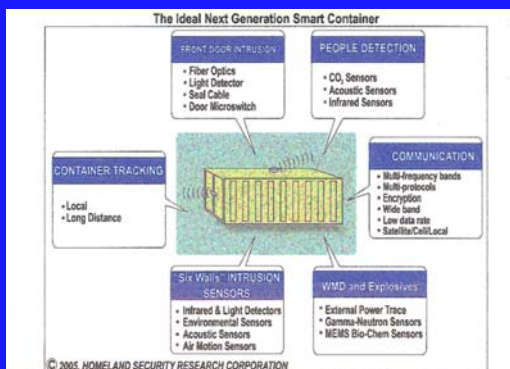 The Ideal Next Generation Smart Container
FRONT DOOR INTRUSION
• Fiber Optics
• Light Detector
• Seal Cable
• Door Microswitch
PEOPLE DETECTION
• CO₂ Sensors
• Acoustic Sensors
• Infrared Sensors
CONTAINER TRACKING
• Local
• Long Distance
COMMUNICATION
• Multi-frequency bands
• Multi-protocols
• Encryption
• Wide band
• Low data rate
• Satellite/Cell/Local
"Six Walls" INTRUSION
SENSORS
• Infrared & Light Detectors
• Environmental Sensors
• Acoustic Sensors
• Air Motion Sensors
WMD and Explosives
• External Power Trace
• Gamma-Neutron Sensors
• MEMS Bio-Chem Sensors
© 2005, HOMELAND SECURITY RESEARCH CORPORATION